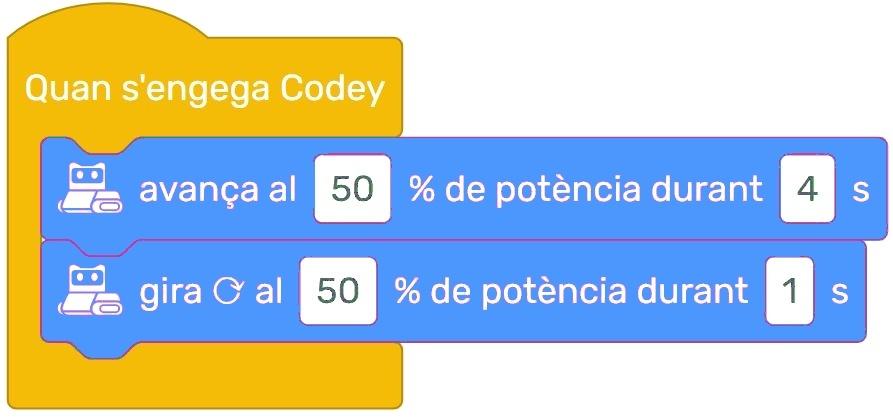 Quan s'engega Codey
avança al 50 % de potència durant 4 s
gira al 50 % de potència durant 1 s